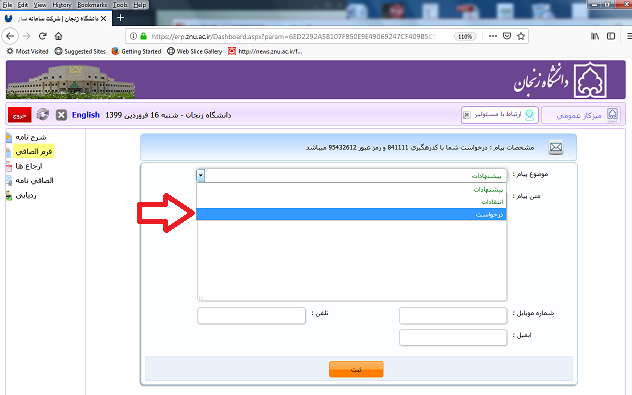 File Edit View History Bookmarks Tools Help
دانشگاه زنجان | شرکت سامانه ساز
https://erp.znu.ac.ir/Dashboard.aspx?param=6ED2292A5B107FB50E9E49069247CF409B5C
110%
Most Visited Suggested Sites Getting Started Web Slice Gallery http://news.znu.ac.ir/f...
دانشگاه زنجان
میزکار عمومی
ارتباط با مسئولین
دانشگاه زنجان - شنبه 16 فروردین 1399
English
خروج
شرح نامه
فرم الصاقی
ارجاع ها
الصاقی نامه
ردیابی
مشخصات پیام : درخواست شما با کدرهگیری 841111 و رمز عبور 95432612 میباشد
موضوع پیام :
پیشنهادات
پیشنهادات
انتقادات
درخواست
متن پیام :
شماره موبایل :
تلفن :
ایمیل :
ثبت